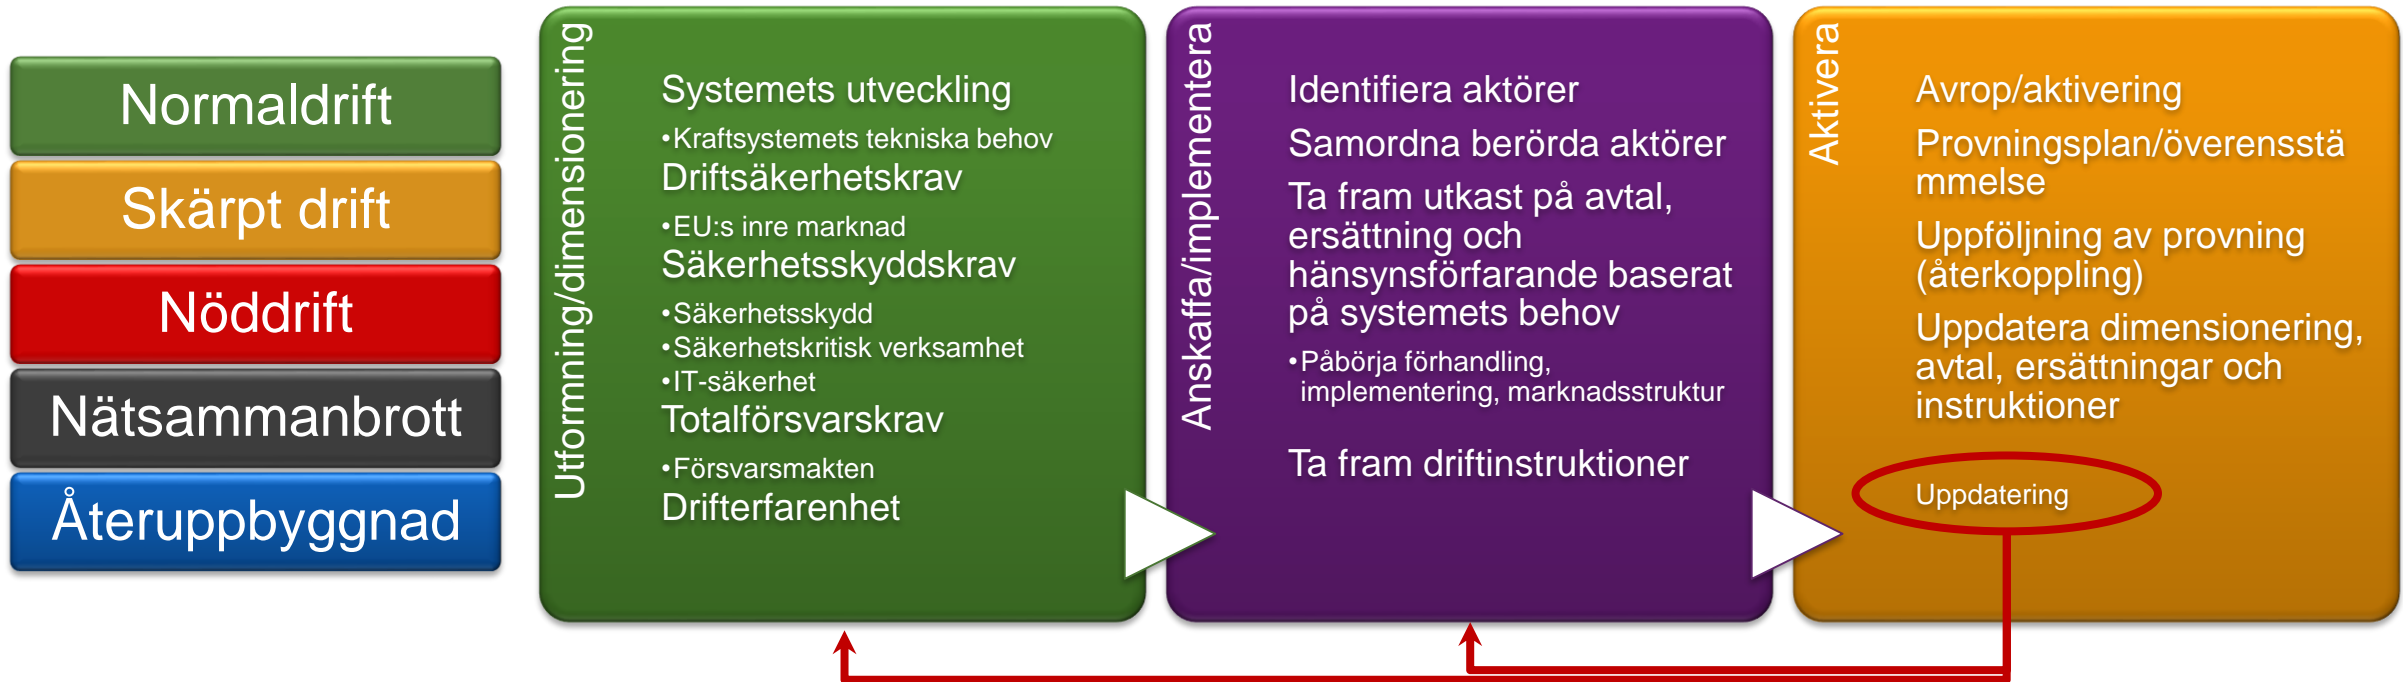 Normaldrift
Skärpt drift
Nöddrift
Nätsammanbrott
Återuppbyggnad
Utformning/dimensionering
Systemets utveckling
•Kraftsystemets tekniska behov
Driftsäkerhetskrav
•EU:s inre marknad
Säkerhetsskyddskrav
•Säkerhetsskydd
•Säkerhetskritisk verksamhet
•IT-säkerhet
Totalförsvarskrav
•Försvarsmakten
Drifterfarenhet
Anskaffa/implementera
Identifiera aktörer
Samordna berörda aktörer
Ta fram utkast på avtal,
ersättning och
hänsynsförfarande baserat
på systemets behov
•Påbörja förhandling,
implementering, marknadsstruktur
Ta fram driftinstruktioner
Aktivera
Avrop/aktivering
Provningsplan/överensstä
mmelse
Uppföljning av provning
(återkoppling)
Uppdatera dimensionering,
avtal, ersättningar och
instruktioner
Uppdatering